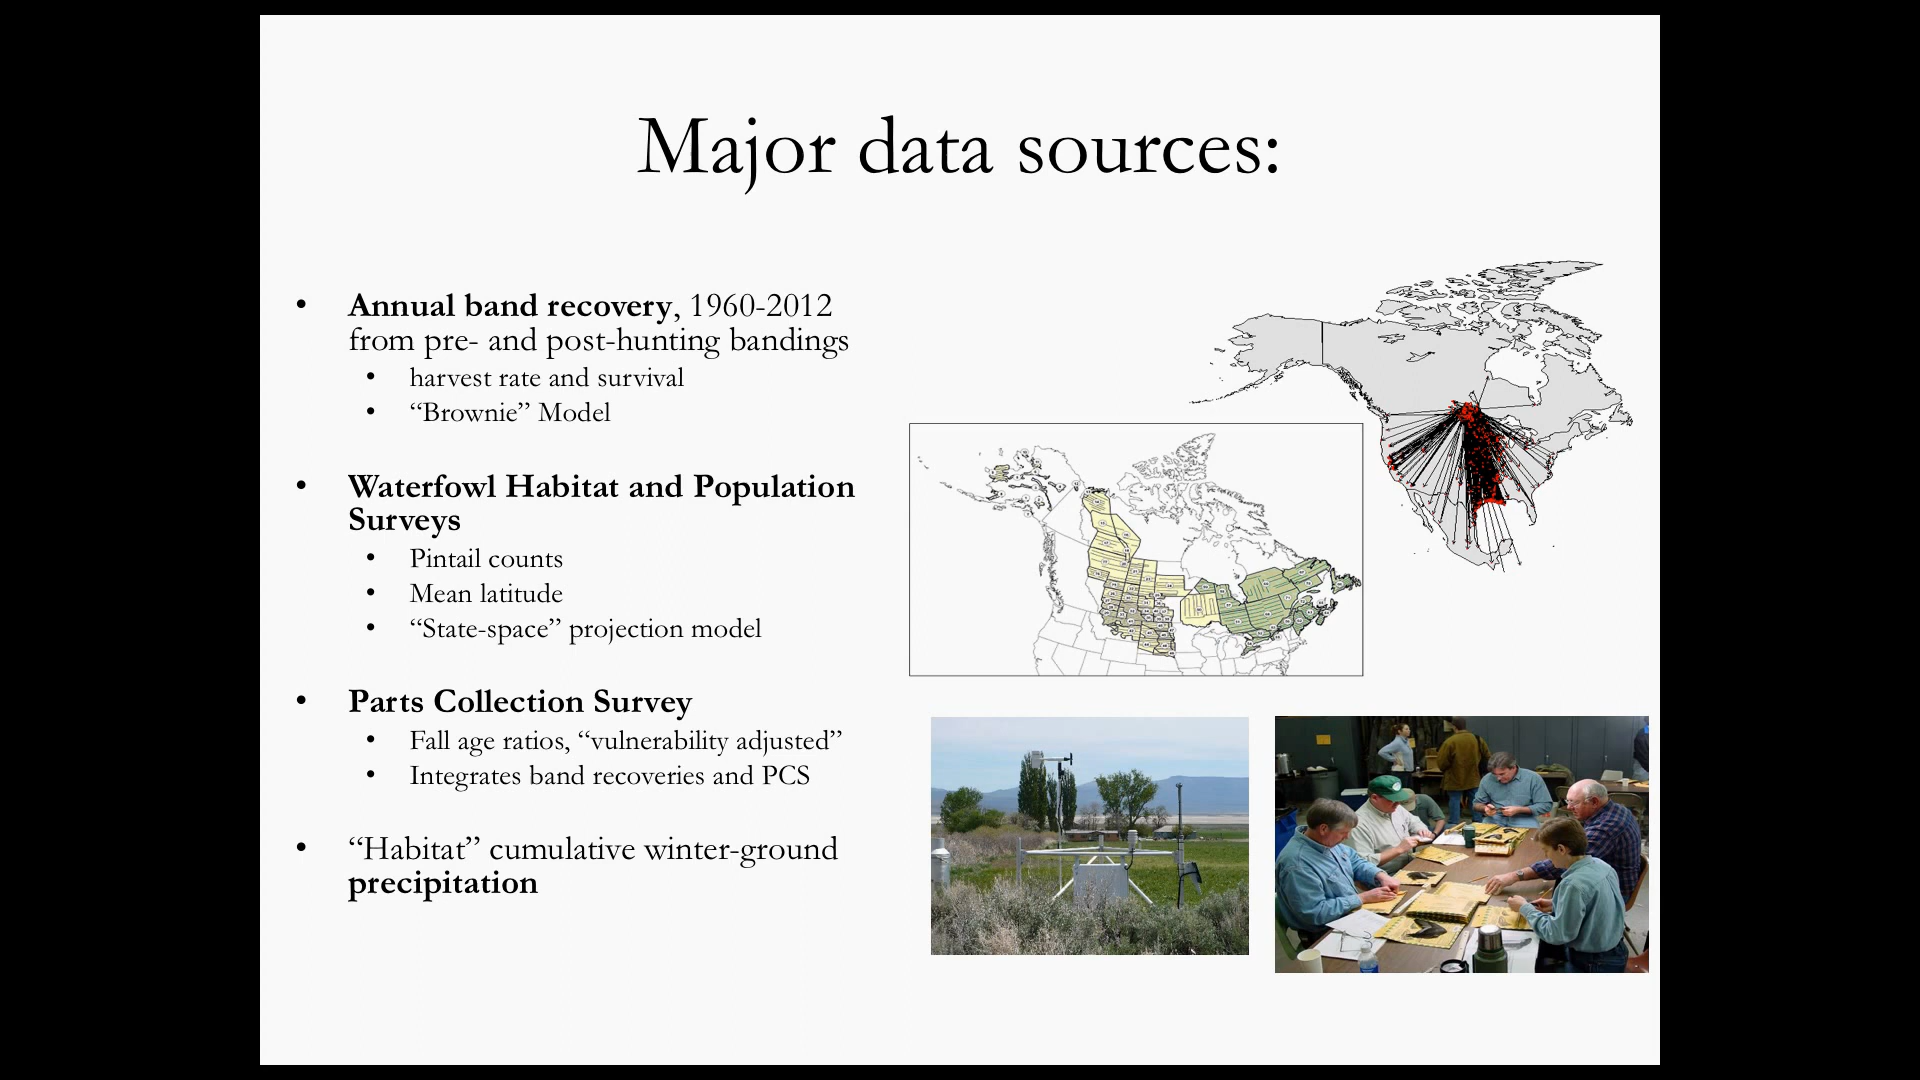 Major data sources:
• Annual band recovery, 1960-2012
from pre- and post-hunting bandings
• harvest rate and survival
• “Brownie” Model
• Waterfowl Habitat and Population
Surveys
• Pintail counts
• Mean latitude
• “State-space” projection model
• Parts Collection Survey
• Fall age ratios, “vulnerability adjusted”
• Integrates band recoveries and PCS
• “Habitat” cumulative winter-ground
precipitation